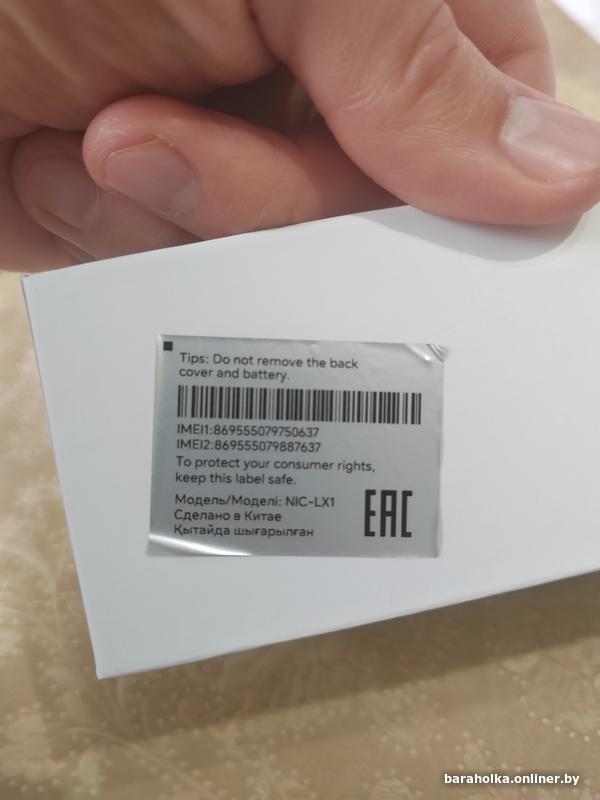 Tips: Do not remove the back
cover and battery.
IMEI1:869555079750637
IMEI2:869555079887637
To protect your consumer rights,
keep this label safe.
Модель/Моделі: NIC-LX1
Сделано в Китае
Қытайда шығарылған
EAC
baraholka.onliner.by